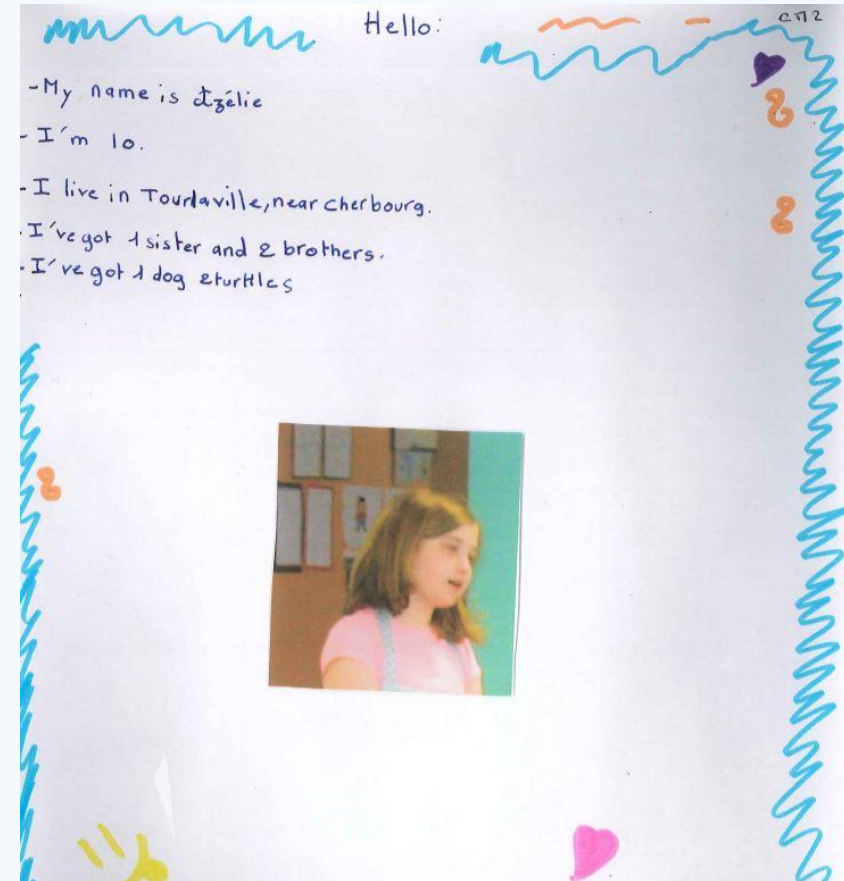 Hello:
CM2
-My name is Azélie
- I'm 10.
- I live in Tourlaville, near cherbourg.
. I've got 1 sister and 2 brothers.
. I've got 1 dog 2 turtles